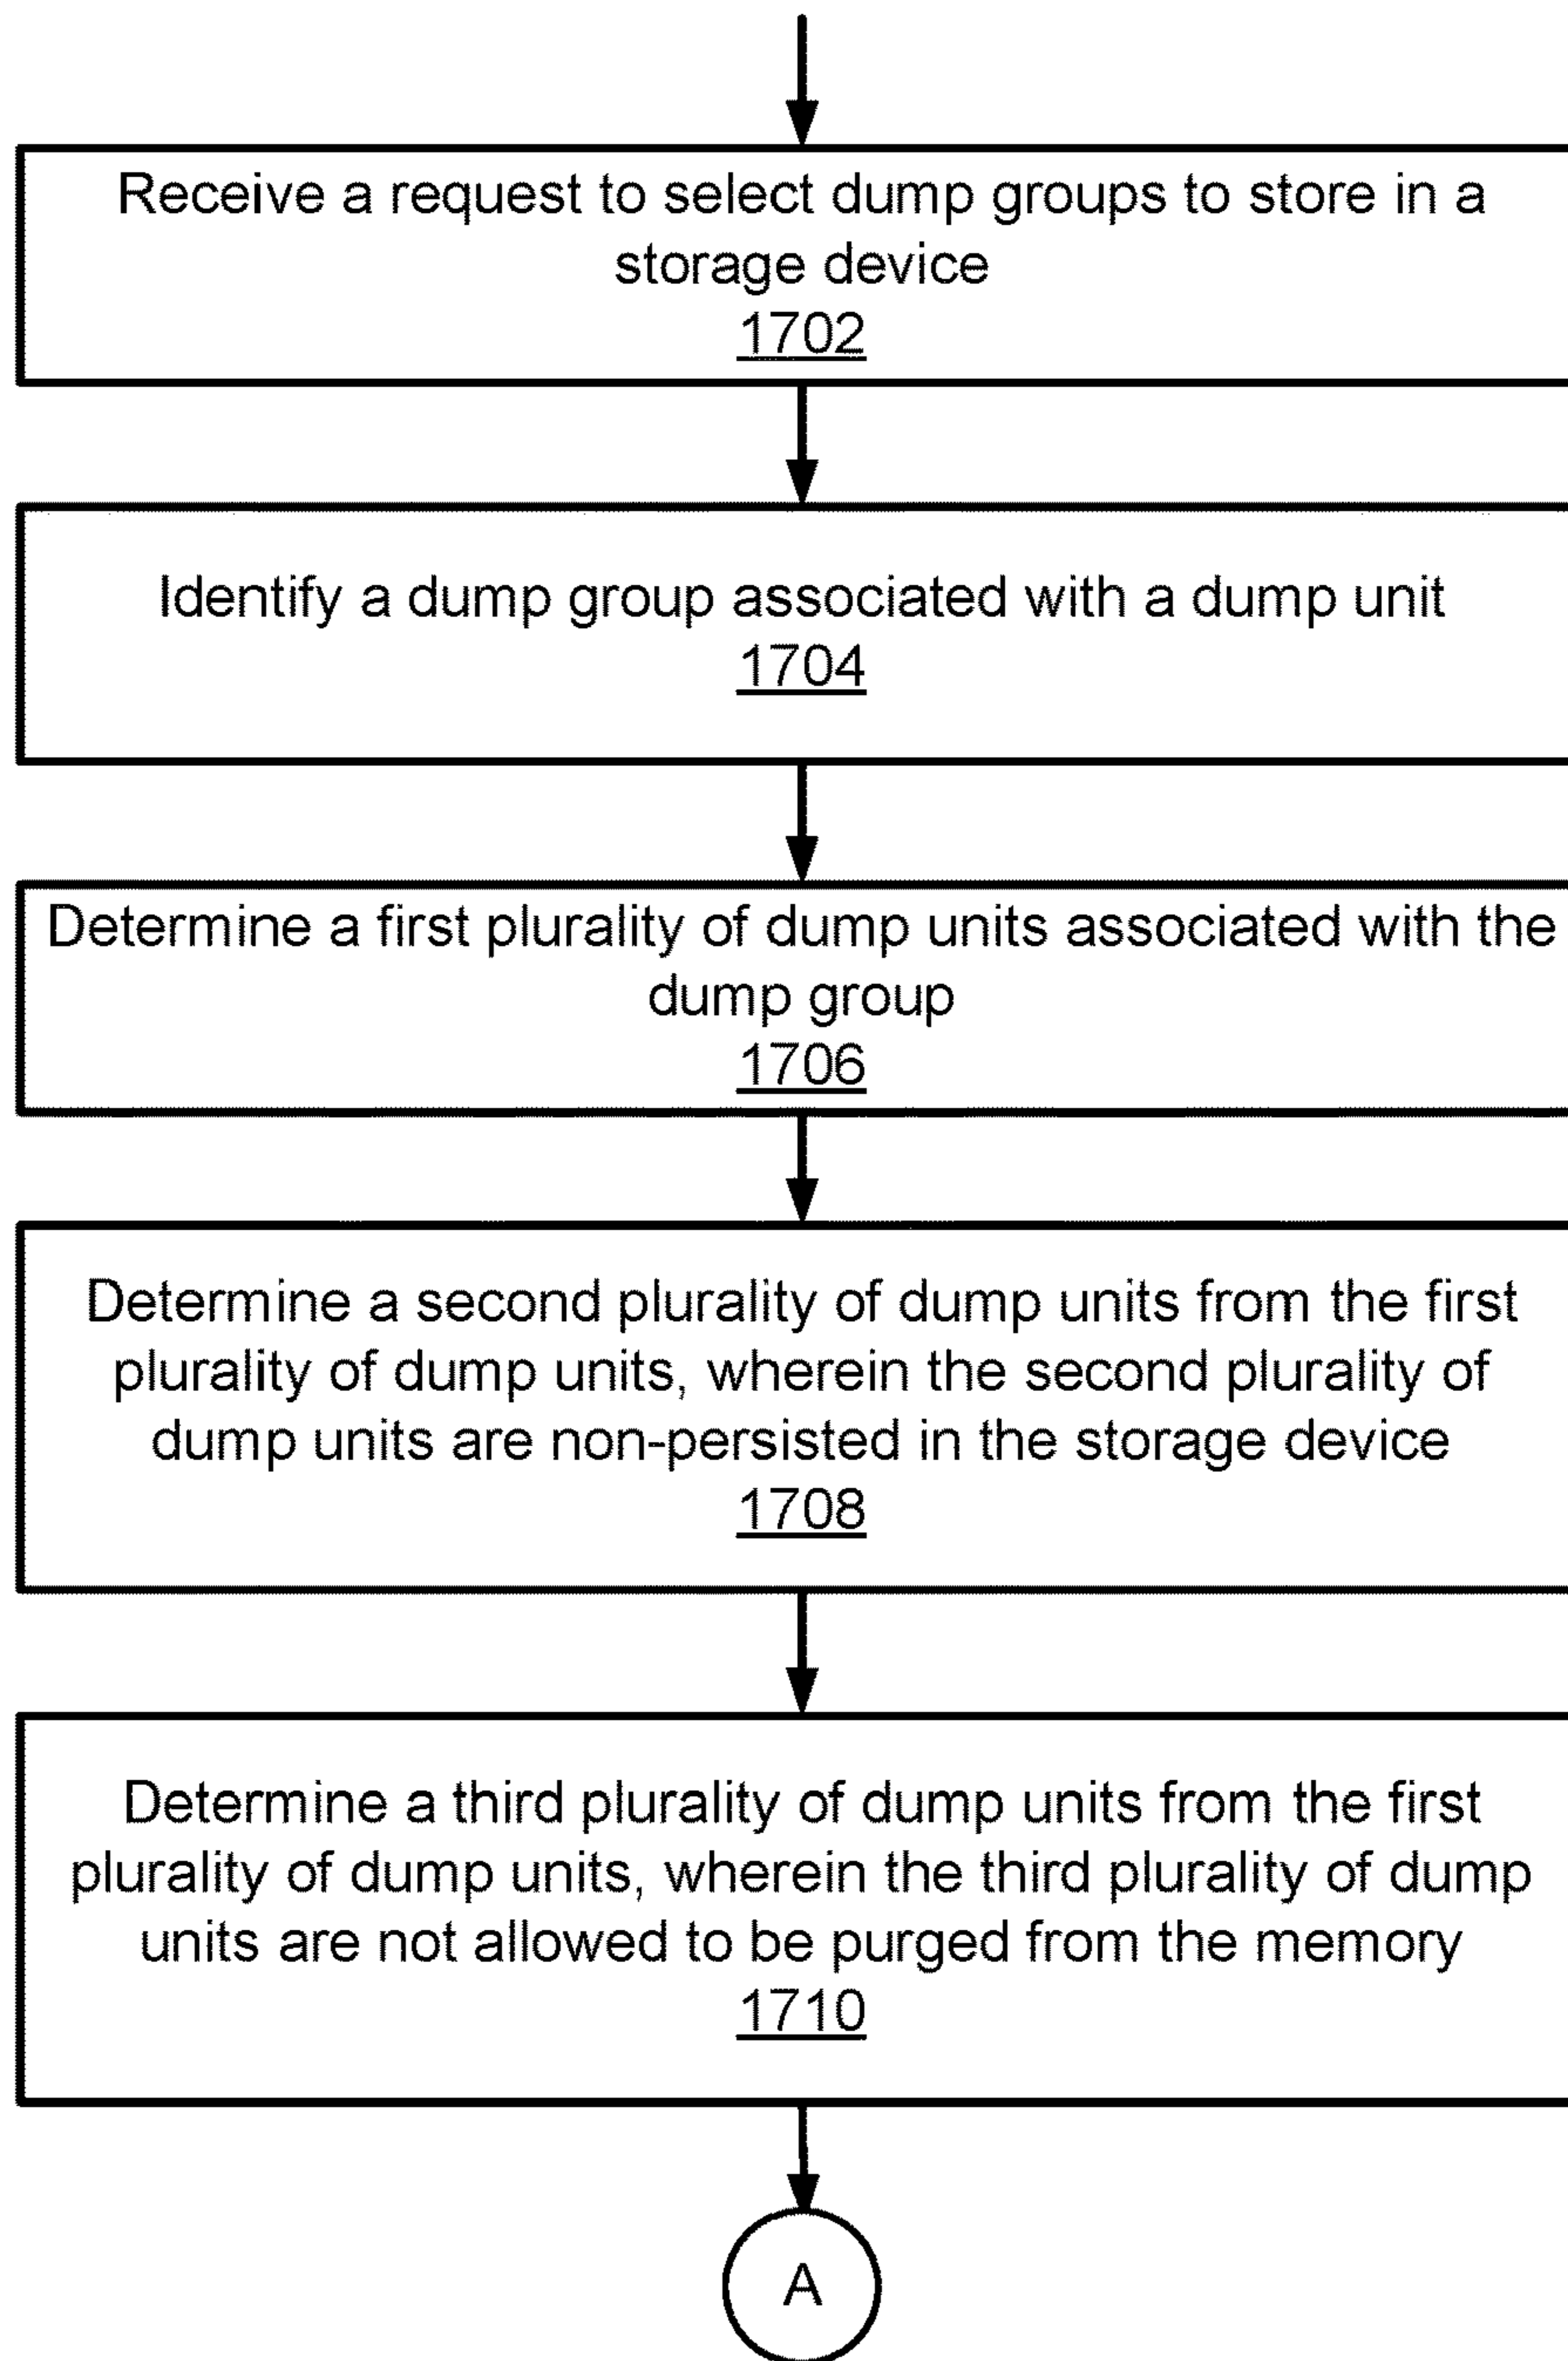 Receive a request to select dump groups to store in a
storage device
1702
Identify a dump group associated with a dump unit
1704
Determine a first plurality of dump units associated with the
dump group
1706
Determine a second plurality of dump units from the first
plurality of dump units, wherein the second plurality of
dump units are non-persisted in the storage device
1708
Determine a third plurality of dump units from the first
plurality of dump units, wherein the third plurality of dump
units are not allowed to be purged from the memory
1710
A